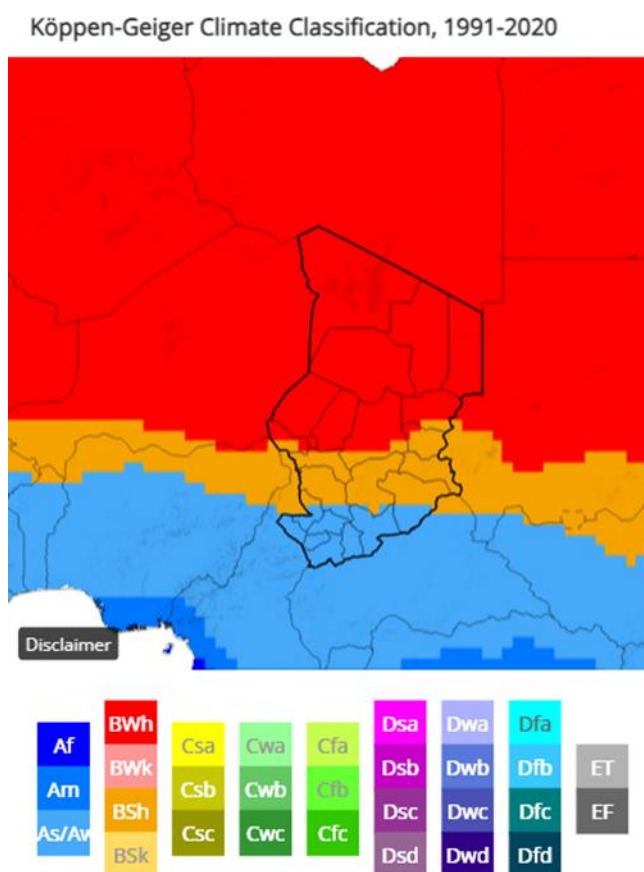 Köppen-Geiger Climate Classification, 1991-2020
Disclaimer
Af
Am
As/Aw
BWh
BWk
BSh
BSk
Csa
Csb
Csc
Cwa
Cwb
Cwc
Cfa
Cfb
Cfc
Dsa
Dsb
Dsc
Dsd
Dwa
Dwb
Dwc
Dwd
Dfa
Dfb
Dfc
Dfd
ET
EF